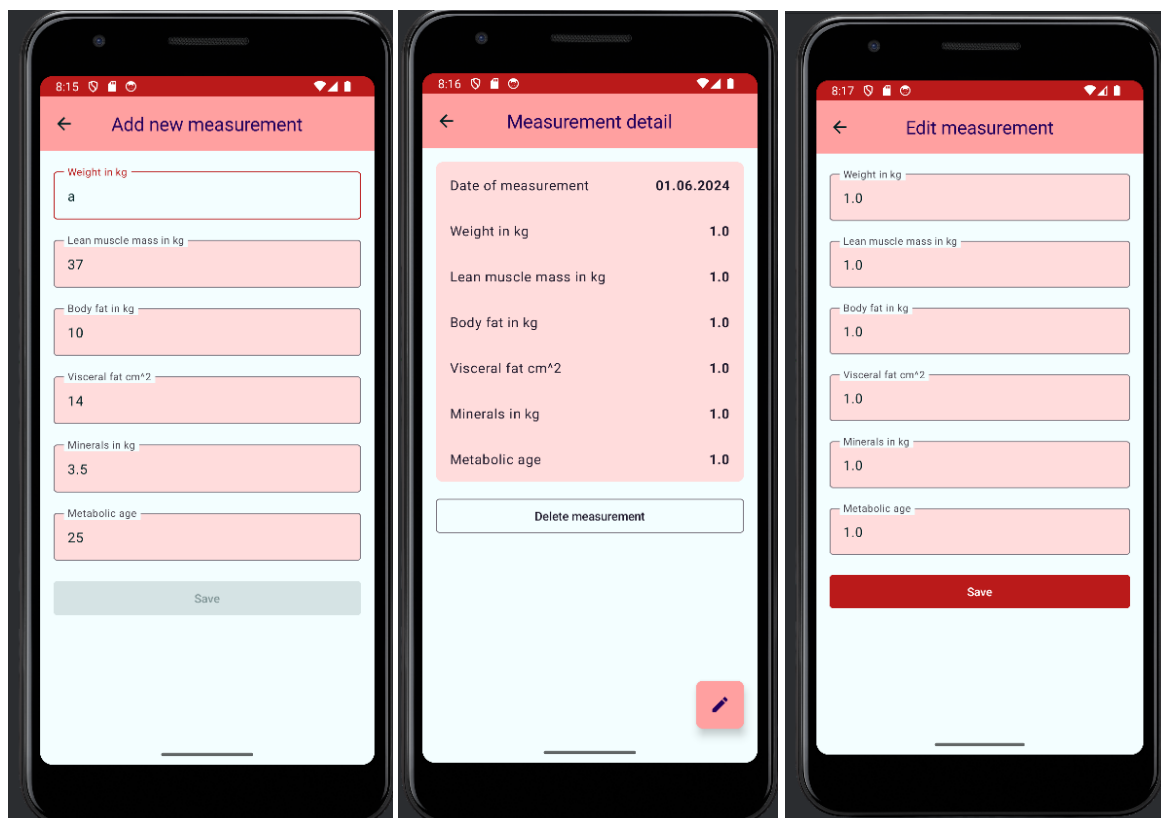 8:15
Add new measurement
Weight in kg
a
Lean muscle mass in kg
37
Body fat in kg
10
Visceral fat cm^2
14
Minerals in kg
3.5
Metabolic age
25
Save
8:16
Measurement detail
Date of measurement 01.06.2024
Weight in kg 1.0
Lean muscle mass in kg 1.0
Body fat in kg 1.0
Visceral fat cm^2 1.0
Minerals in kg 1.0
Metabolic age 1.0
Delete measurement
8:17
Edit measurement
Weight in kg
1.0
Lean muscle mass in kg
1.0
Body fat in kg
1.0
Visceral fat cm^2
1.0
Minerals in kg
1.0
Metabolic age
1.0
Save